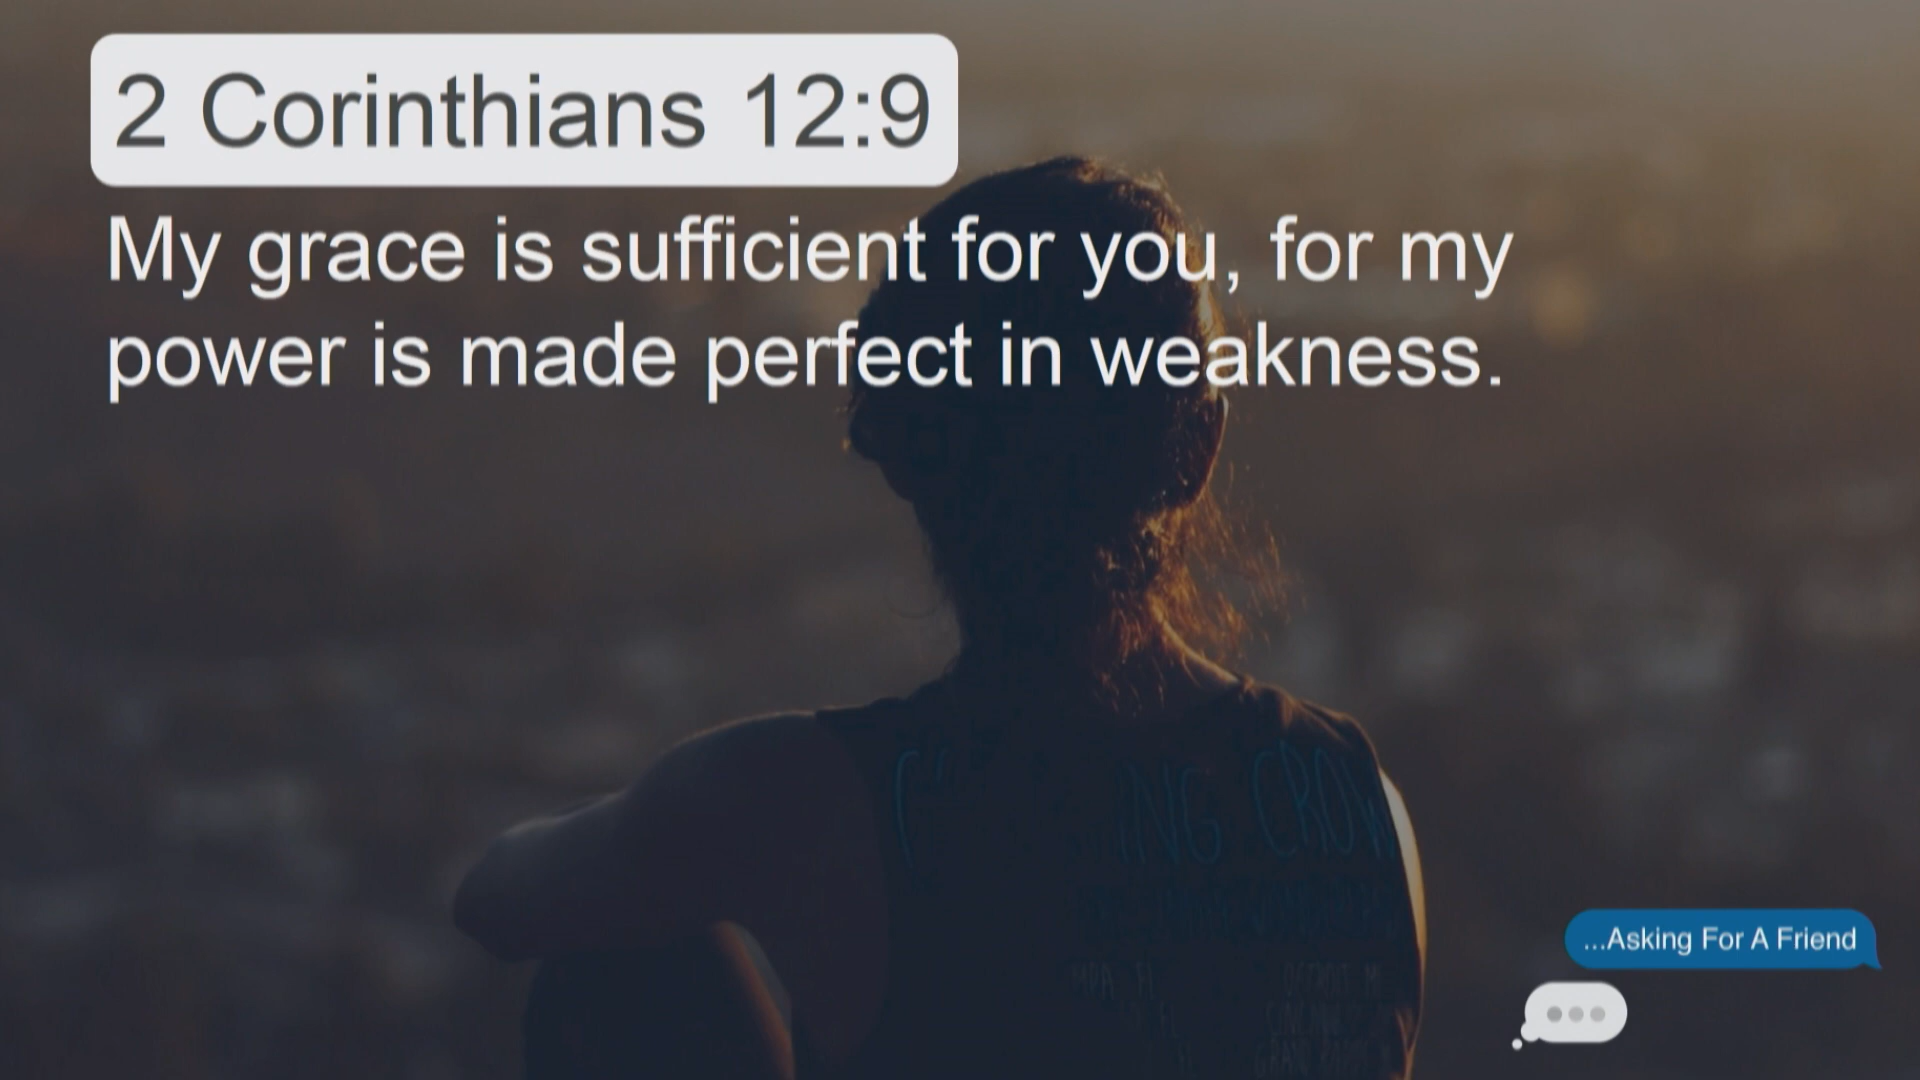 2 Corinthians 12:9
My grace is sufficient for you, for my
power is made perfect in weakness.
...Asking For A Friend